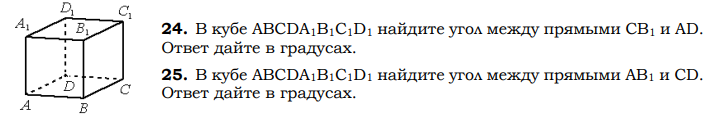 D₁
C₁
A₁
B₁
D
C
A
B
24. В кубе ABCDA₁B₁C₁D₁ найдите угол между прямыми CB₁ и AD.
Ответ дайте в градусах.
25. В кубе ABCDA₁B₁C₁D₁ найдите угол между прямыми AB₁ и CD.
Ответ дайте в градусах.